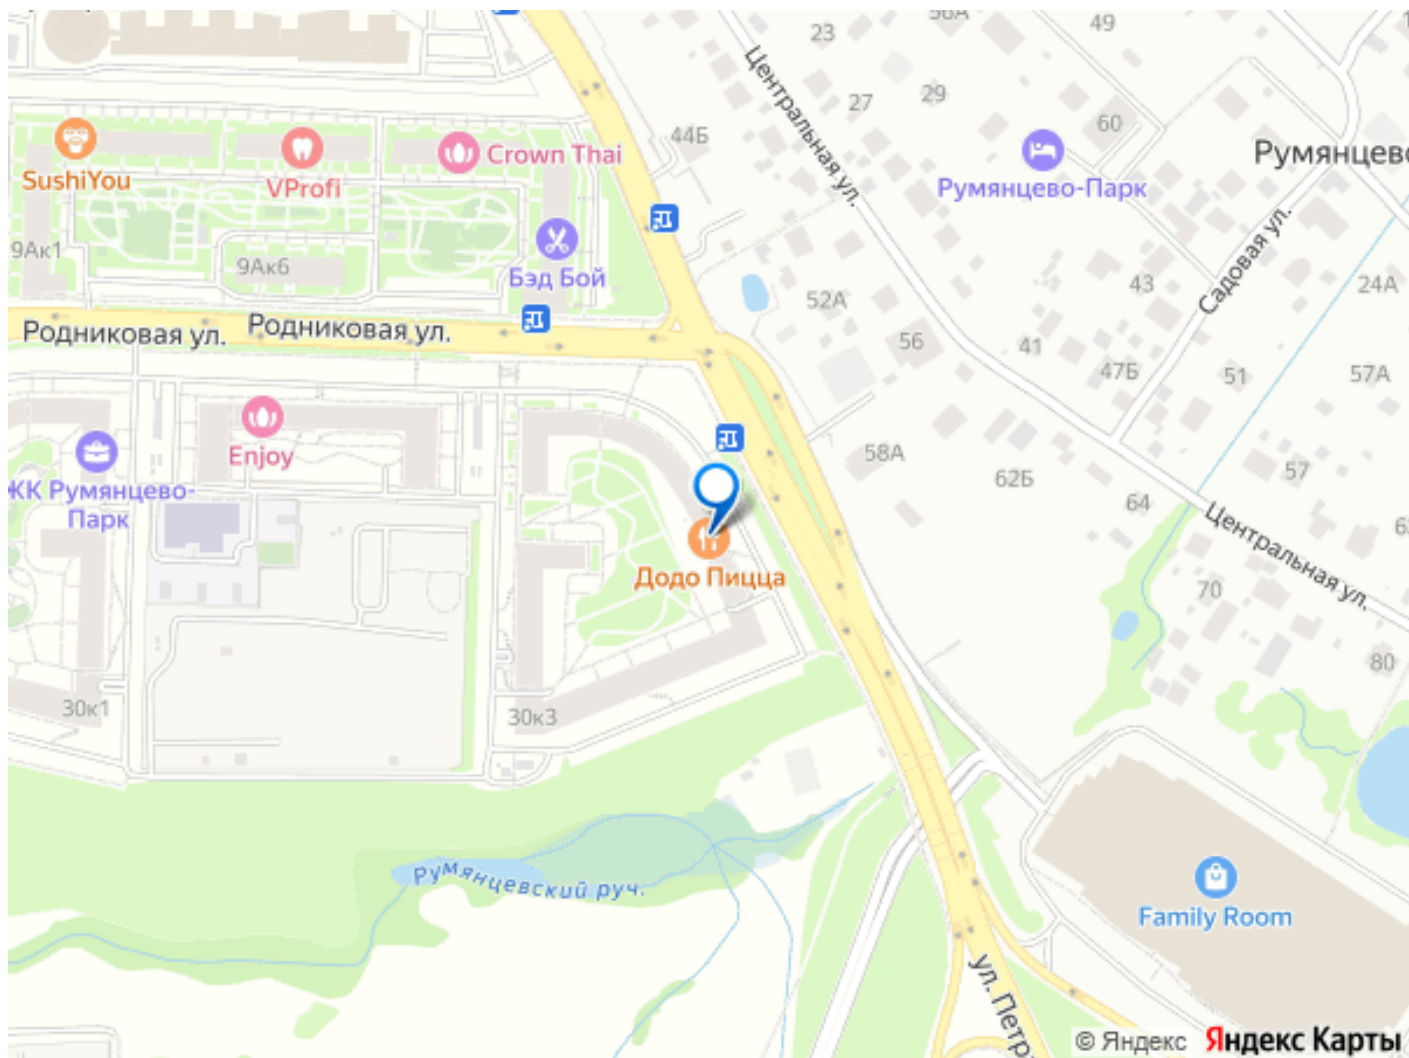 56А
49
23
Центральная ул.
29
27
60
44Б
Crown Thai
Румянцево
SushiYou
VProfi
Румянцево-Парк
Садовая ул.
9Ак1
9Ак6
Бэд Бой
43
24А
52А
Родниковая ул.
Родниковая ул.
56
41
47Б
51
57А
Enjoy
58А
62Б
57
ЖК Румянцево-
Парк
64
Центральная ул.
Додо Пицца
70
80
30к1
30к3
Румянцевский руч.
Family Room
ул. Петр
© Яндекс Яндекс Карты